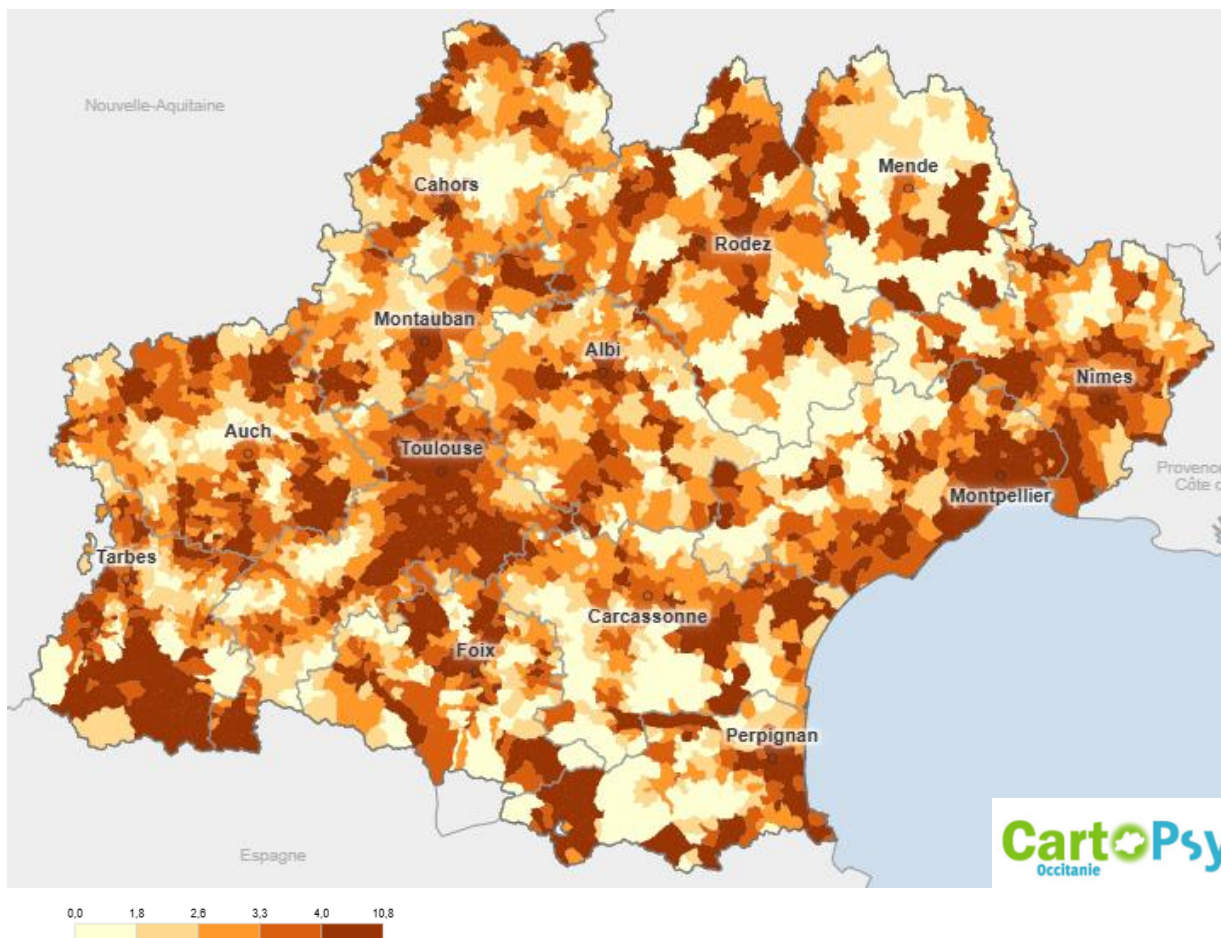 Nouvelle-Aquitaine
Cahors
Mende
Rodez
Montauban
Albi
Nîmes
Auch
Toulouse
Montpellier
Provence
Côte d
Tarbes
Carcassonne
Foix
Perpignan
Espagne
CartoPsy
Occitanie
0,0 1,8 2,6 3,3 4,0 10,8